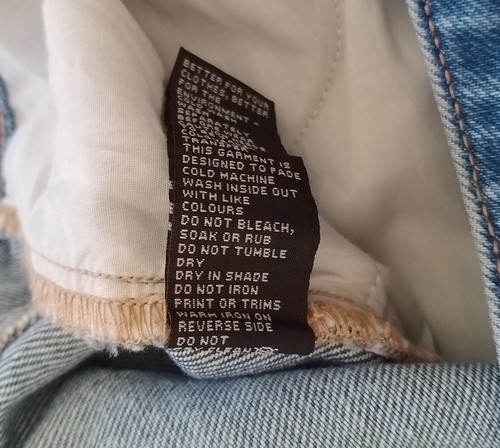 BETTER FOR YOUR
CLOTHES, BETTER
FOR THE
ENVIRONMENT -
SEPERATELY
THIS GARMENT IS
DESIGNED TO FADE
COLD MACHINE
WASH INSIDE OUT
WITH LIKE
COLOURS
DO NOT BLEACH,
SOAK OR RUB
DO NOT TUMBLE
DRY
DRY IN SHADE
DO NOT IRON
PRINT OR TRIMS
WARM IRON ON
REVERSE SIDE
DO NOT